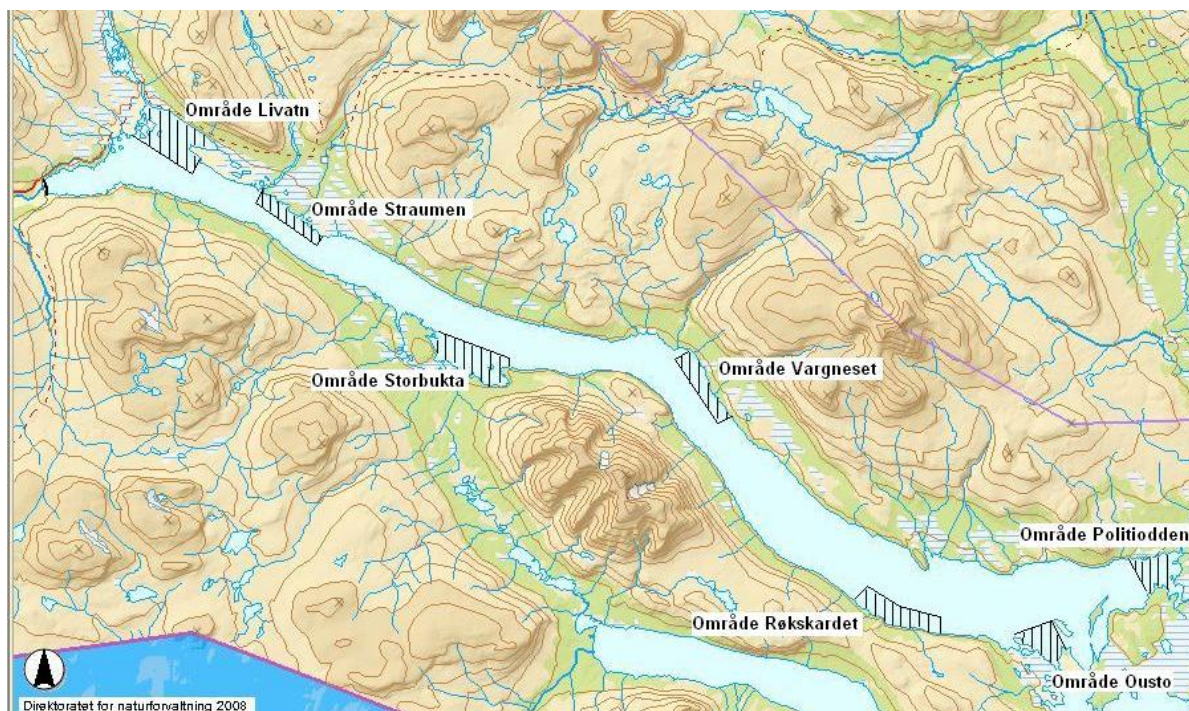 Område Livatn
Område Straumen
Område Vargneset
Område Storbukta
Område Politiodden
Område Røkskardet
Område Ousto
Direktoratet for naturforvaltning 2008